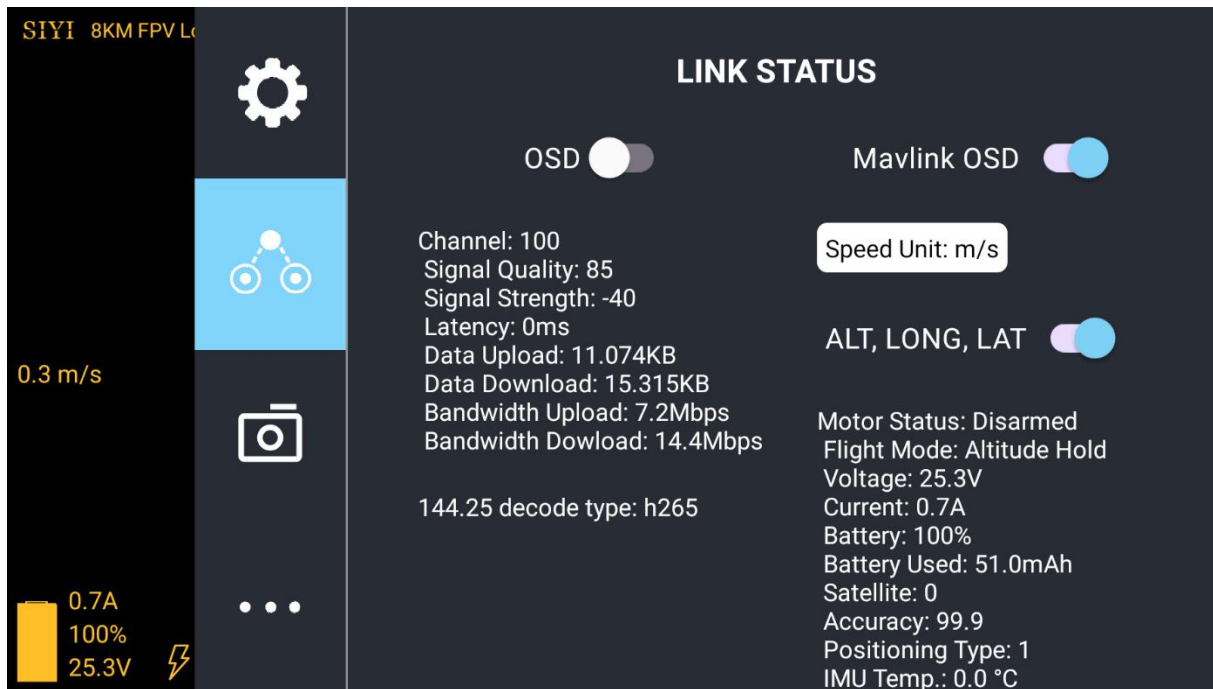 SIYI 8KM FPV
LINK STATUS
OSD
Mavlink OSD
Channel: 100
Signal Quality: 85
Signal Strength: -40
Latency: 0ms
Data Upload: 11.074KB
Data Download: 15.315KB
Bandwidth Upload: 7.2Mbps
Bandwidth Dowload: 14.4Mbps
144.25 decode type: h265
Speed Unit: m/s
ALT, LONG, LAT
Motor Status: Disarmed
Flight Mode: Altitude Hold
Voltage: 25.3V
Current: 0.7A
Battery: 100%
Battery Used: 51.0mAh
Satellite: 0
Accuracy: 99.9
Positioning Type: 1
IMU Temp.: 0.0 °C
0.3 m/s
0.7A
100%
25.3V